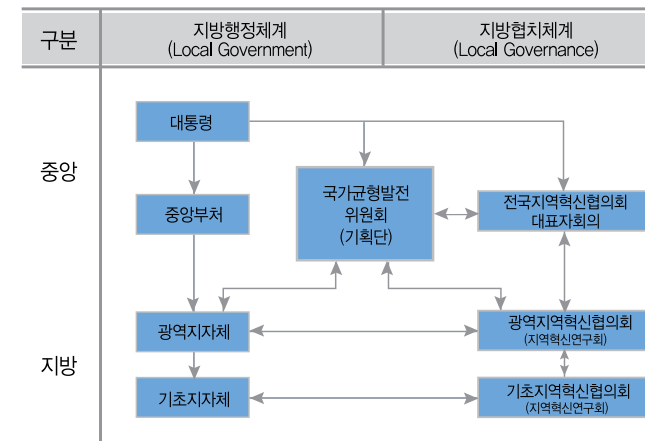 구분
지방행정체계
(Local Government)
지방협치체계
(Local Governance)
중앙
대통령
중앙부처
국가균형발전
위원회
(기획단)
전국지역혁신협의회
대표자회의
지방
광역지자체
광역지역혁신협의회
(지역혁신연구회)
기초지자체
기초지역혁신협의회
(지역혁신연구회)